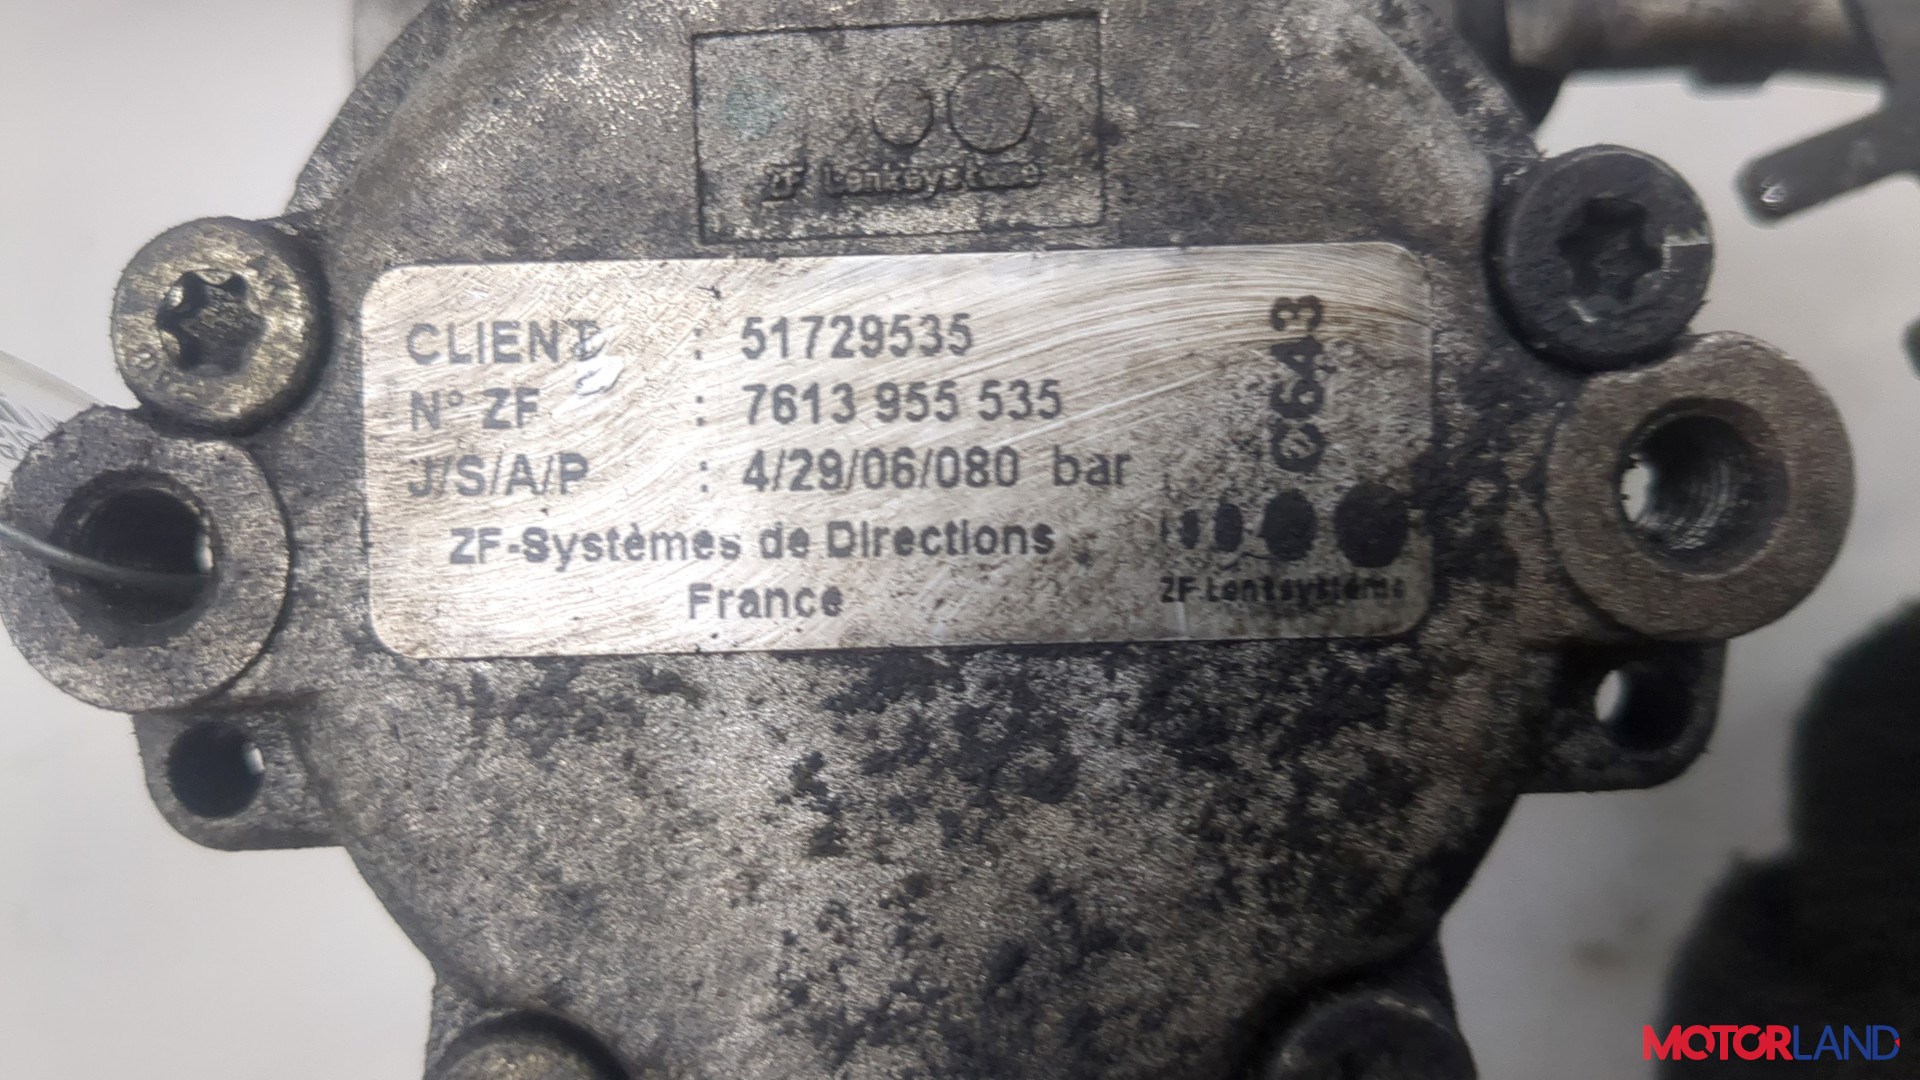 ZF Lenksysteme
CLIENT : 51729535
N° ZF : 7613 955 535
J/S/A/P : 4/29/06/080 bar
ZF-Systèmes de Directions
France
C643
ZF Lenksysteme
MOTORLAND